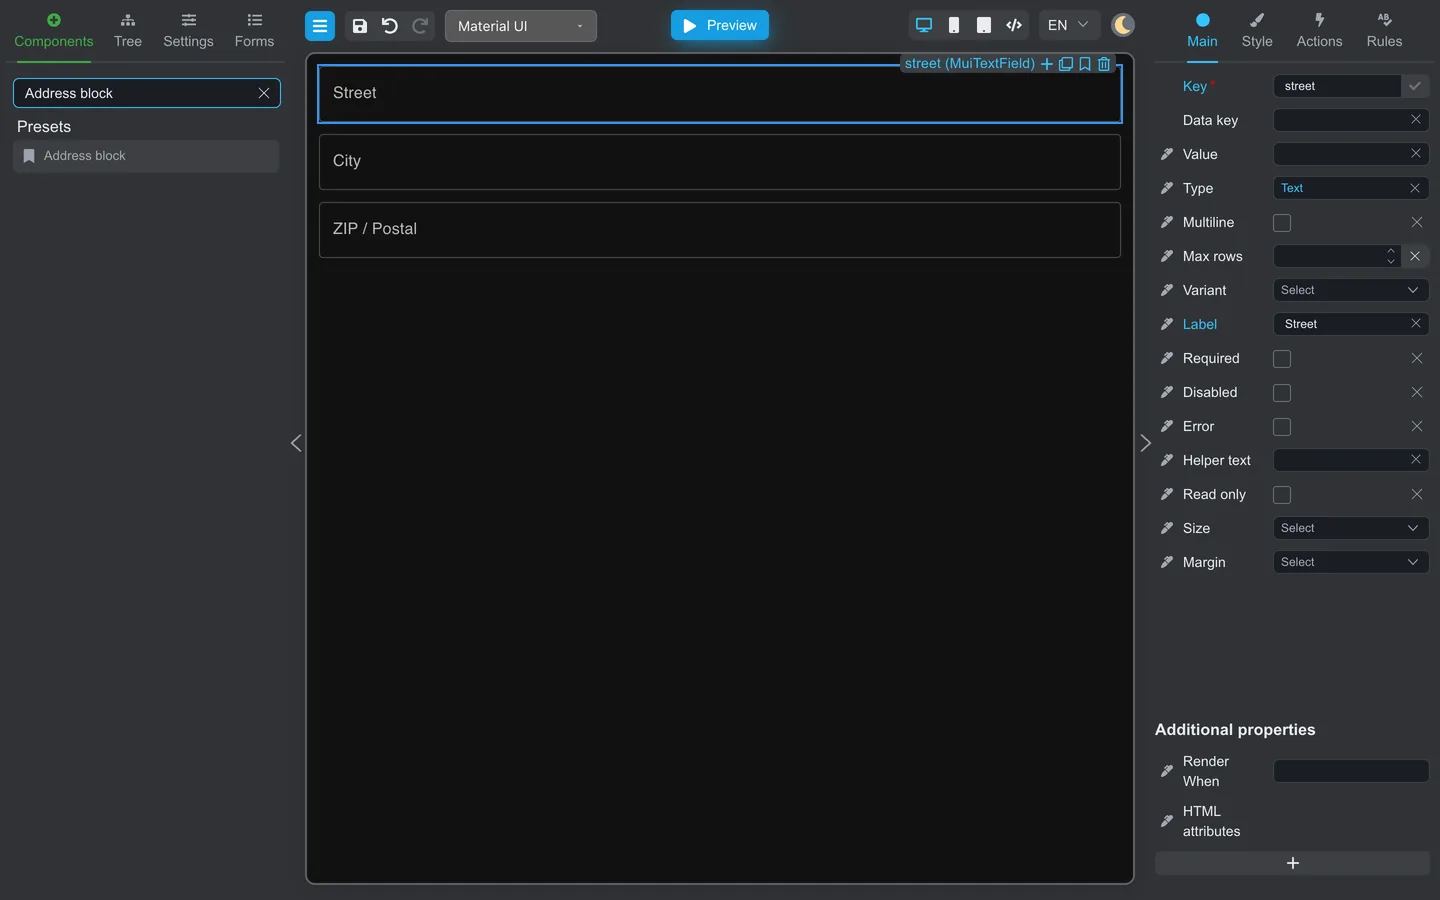 Components
Tree
Settings
Forms
Material UI
Preview
EN
Main
Style
Actions
AB
Rules
Address block
Presets
Address block
street (MuiTextField)
Street
City
ZIP / Postal
Key * street
Data key
Value
Type Text
Multiline
Max rows
Variant Select
Label Street
Required
Disabled
Error
Helper text
Read only
Size Select
Margin Select
Additional properties
Render
When
HTML
attributes